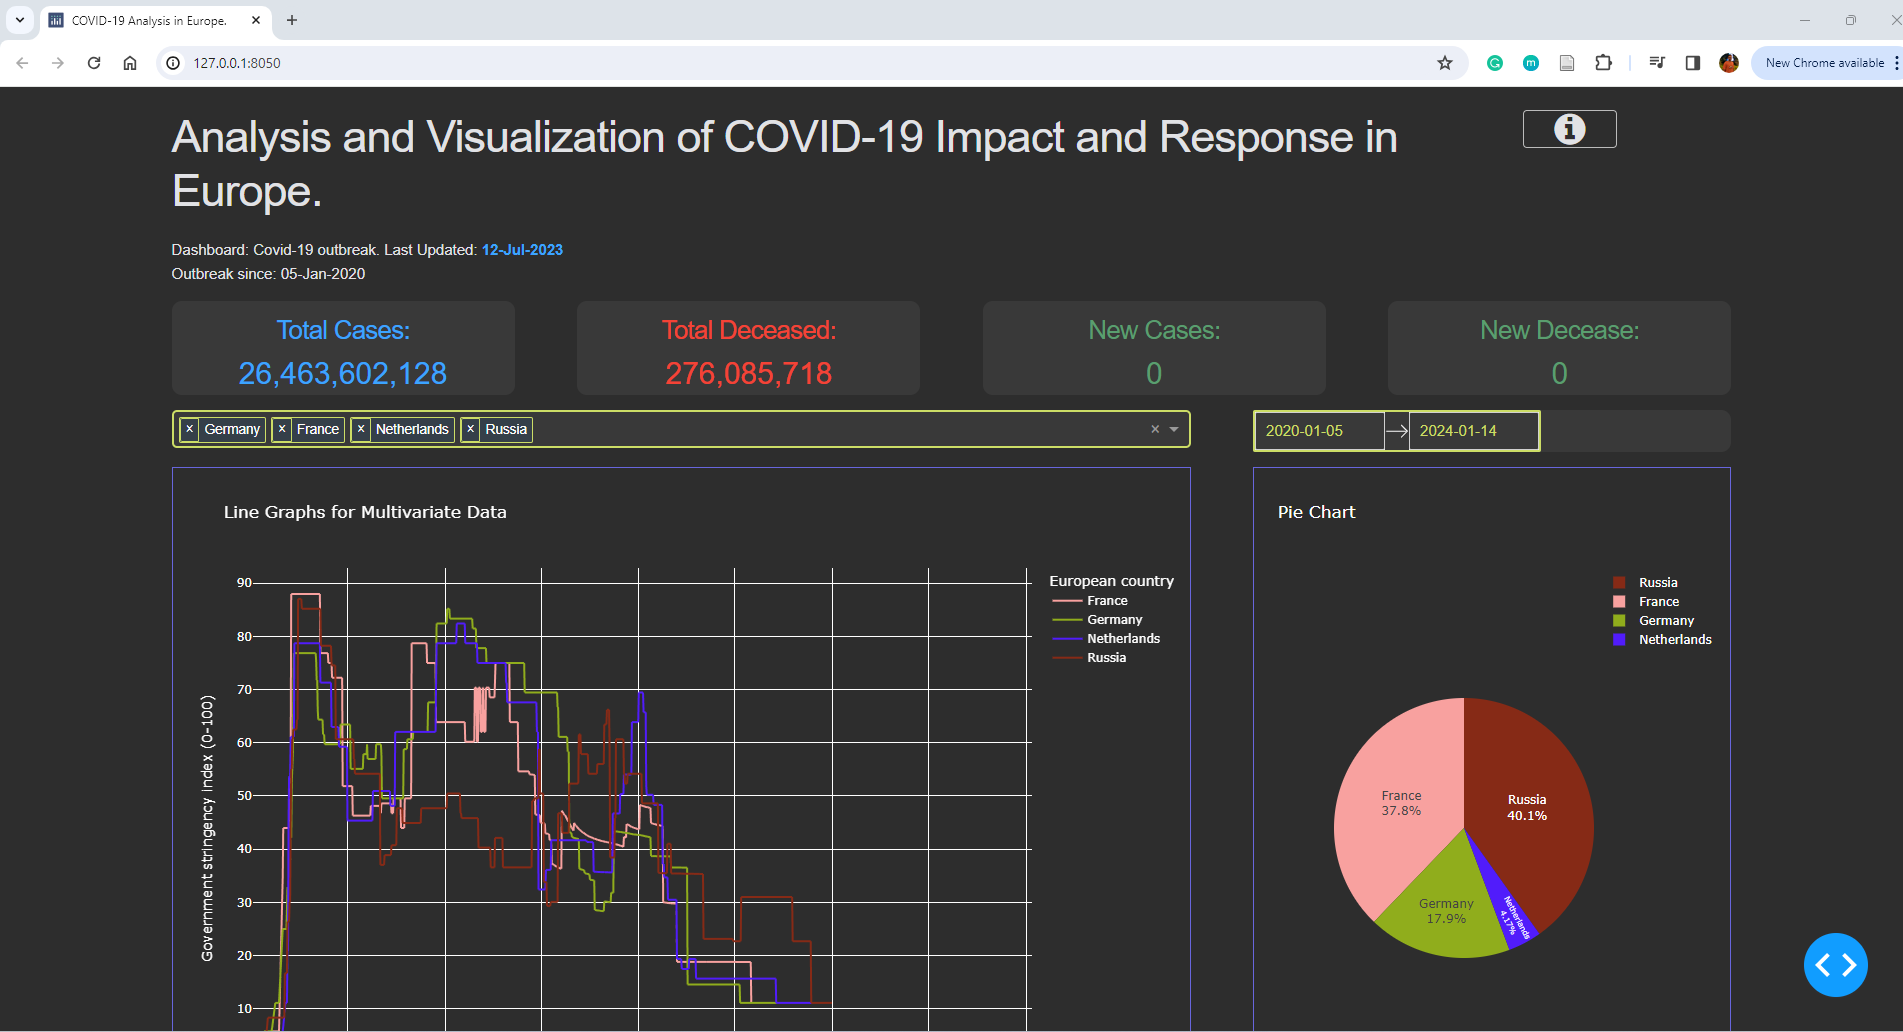 COVID-19 Analysis in Europe.
127.0.0.1:8050
New Chrome available
Analysis and Visualization of COVID-19 Impact and Response in
Europe.
Dashboard: Covid-19 outbreak. Last Updated: 12-Jul-2023
Outbreak since: 05-Jan-2020
Total Cases:
26,463,602,128
Total Deceased:
276,085,718
New Cases:
0
New Decease:
0
× Germany × France × Netherlands × Russia
2020-01-05 → 2024-01-14
Line Graphs for Multivariate Data
Government stringency index (0-100)
90
80
70
60
50
40
30
20
10
European country
France
Germany
Netherlands
Russia
Pie Chart
Russia
France
Germany
Netherlands
France
37.8%
Russia
40.1%
Germany
17.9%
Netherlands
4.17%